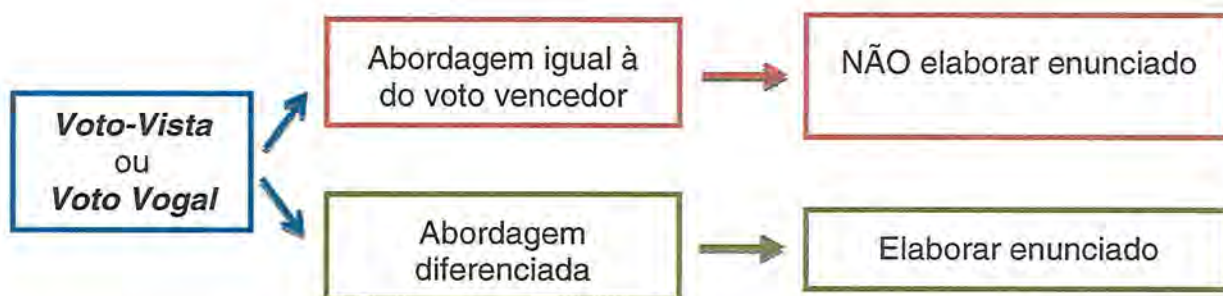 Voto-Vista
ou
Voto Vogal
Abordagem igual à
do voto vencedor
NÃO elaborar enunciado
Abordagem
diferenciada
Elaborar enunciado